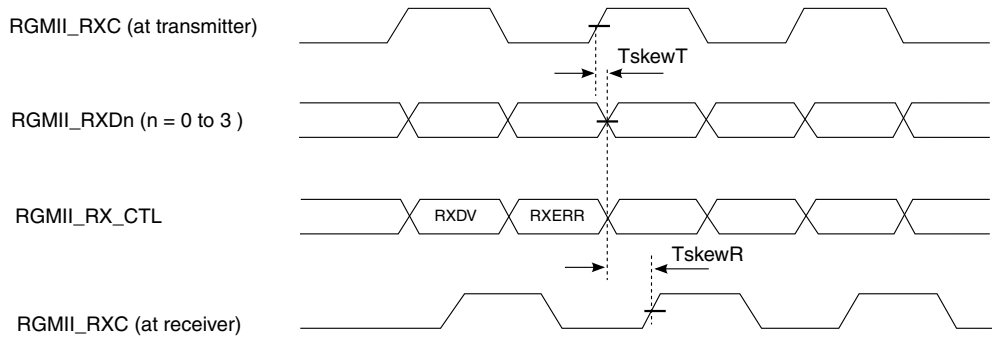 RGMII_RXC (at transmitter)
TskewT
RGMII_RXDn (n = 0 to 3 )
RGMII_RX_CTL
RXDV
RXERR
TskewR
RGMII_RXC (at receiver)